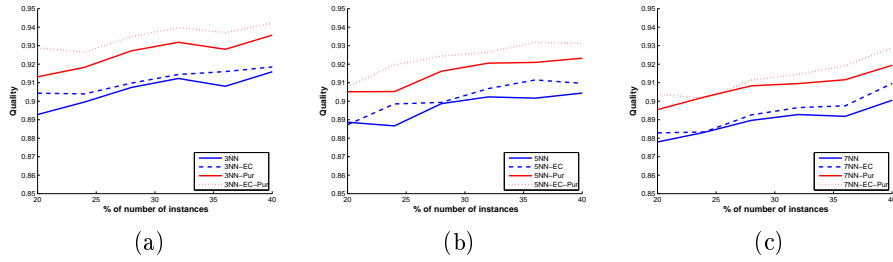 0.95
0.94
0.93
0.92
0.91
0.9
0.89
0.88
0.87
0.86
0.85
Quality
20
25
30
35
40
% of number of instances
3NN
3NN-EC
3NN-Pur
3NN-EC-Pur
(a)
0.95
0.94
0.93
0.92
0.91
0.9
0.89
0.88
0.87
0.86
0.85
Quality
20
25
30
35
40
% of number of instances
5NN
5NN-EC
5NN-Pur
5NN-EC-Pur
(b)
0.95
0.94
0.93
0.92
0.91
0.9
0.89
0.88
0.87
0.86
0.85
Quality
20
25
30
35
40
% of number of instances
7NN
7NN-EC
7NN-Pur
7NN-EC-Pur
(c)